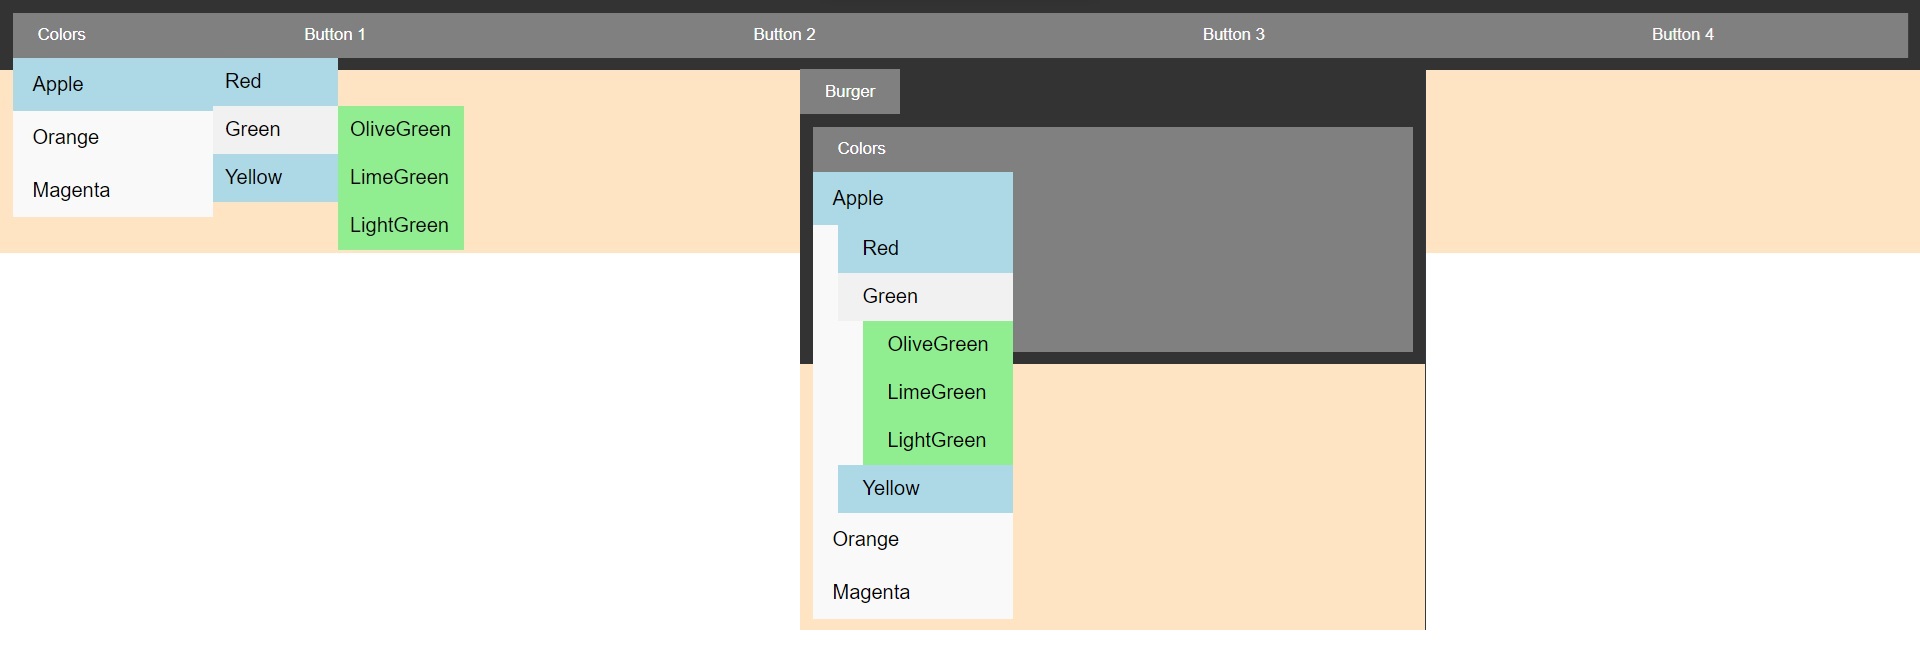 Colors Button 1 Button 2 Button 3 Button 4
Apple
Orange
Magenta
Red
Green
Yellow
OliveGreen
LimeGreen
LightGreen
Burger
Colors
Apple
Red
Green
OliveGreen
LimeGreen
LightGreen
Yellow
Orange
Magenta